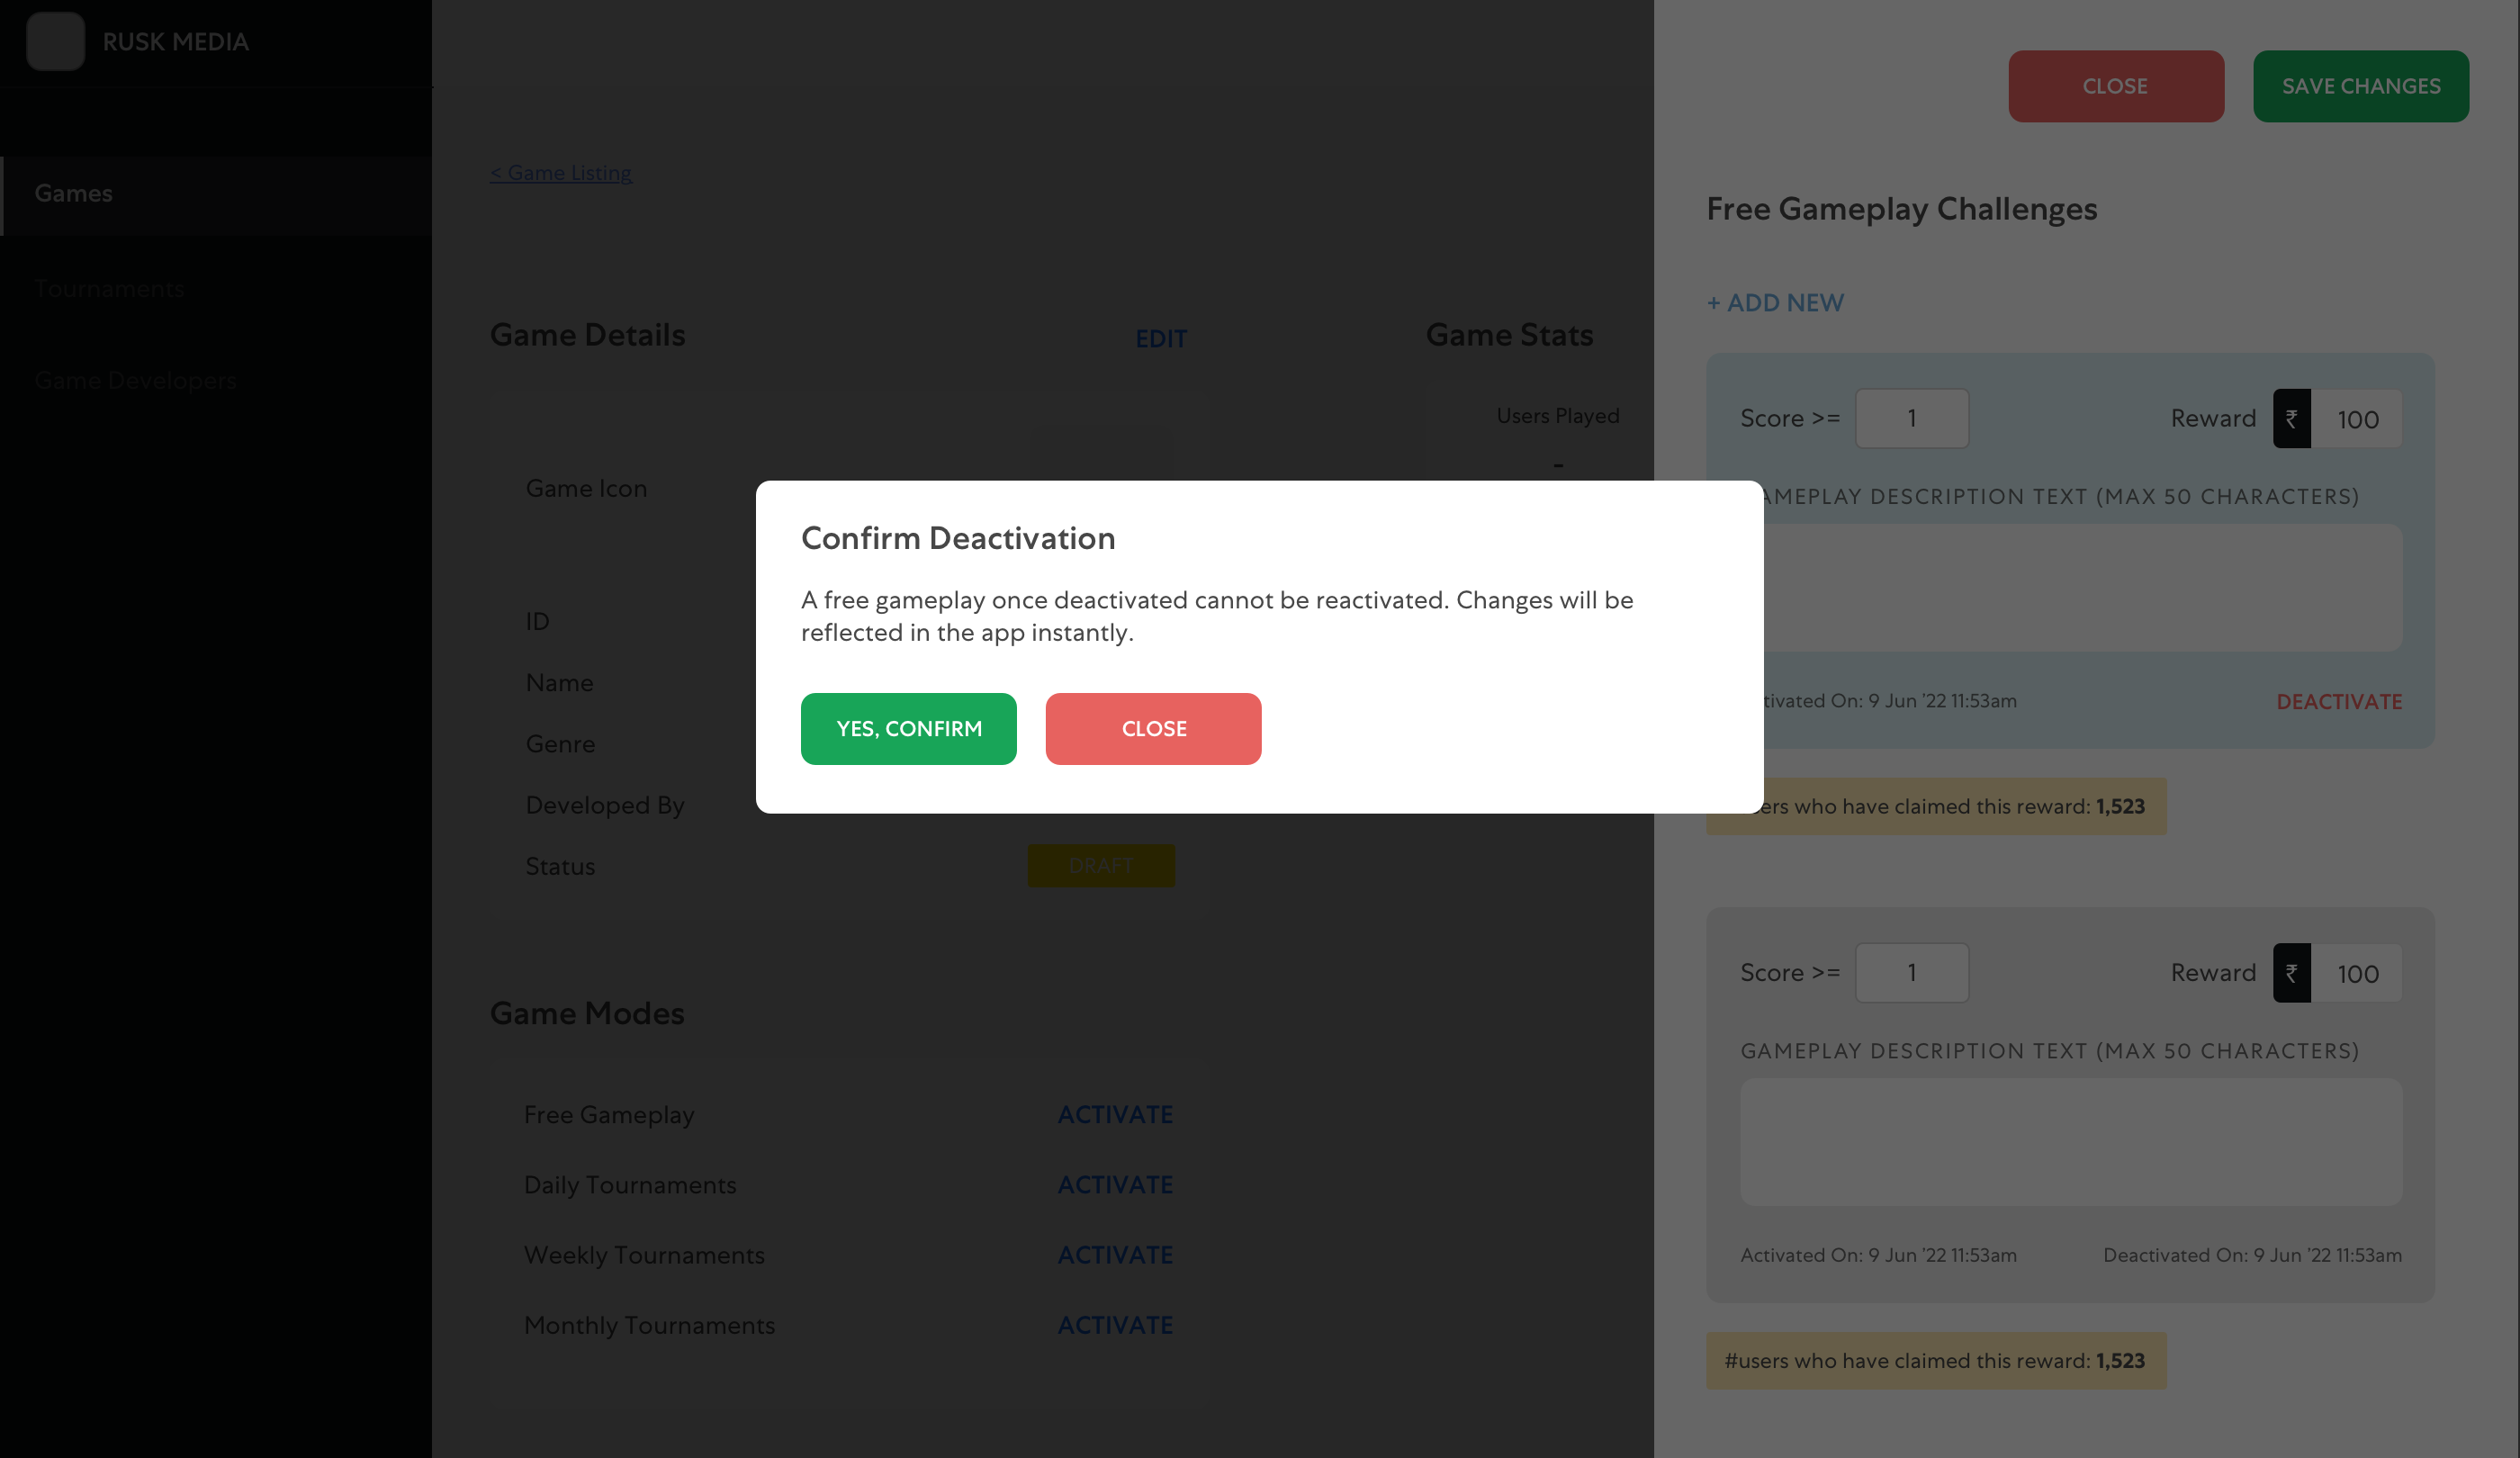 RUSK MEDIA
Games
Tournaments
Game Developers
< Game Listing
Game Details
EDIT
Game Icon
ID
Name
Genre
Developed By
Status
DRAFT
Game Modes
Free Gameplay
ACTIVATE
Daily Tournaments
ACTIVATE
Weekly Tournaments
ACTIVATE
Monthly Tournaments
ACTIVATE
Game Stats
Users Played
-
Confirm Deactivation
A free gameplay once deactivated cannot be reactivated. Changes will be
reflected in the app instantly.
YES, CONFIRM
CLOSE
CLOSE
SAVE CHANGES
Free Gameplay Challenges
+ ADD NEW
Score >= 1
Reward ₹ 100
AMEPLAY DESCRIPTION TEXT (MAX 50 CHARACTERS)
tivated On: 9 Jun '22 11:53am
DEACTIVATE
ers who have claimed this reward: 1,523
Score >= 1
Reward ₹ 100
GAMEPLAY DESCRIPTION TEXT (MAX 50 CHARACTERS)
Activated On: 9 Jun '22 11:53am
Deactivated On: 9 Jun '22 11:53am
#users who have claimed this reward: 1,523